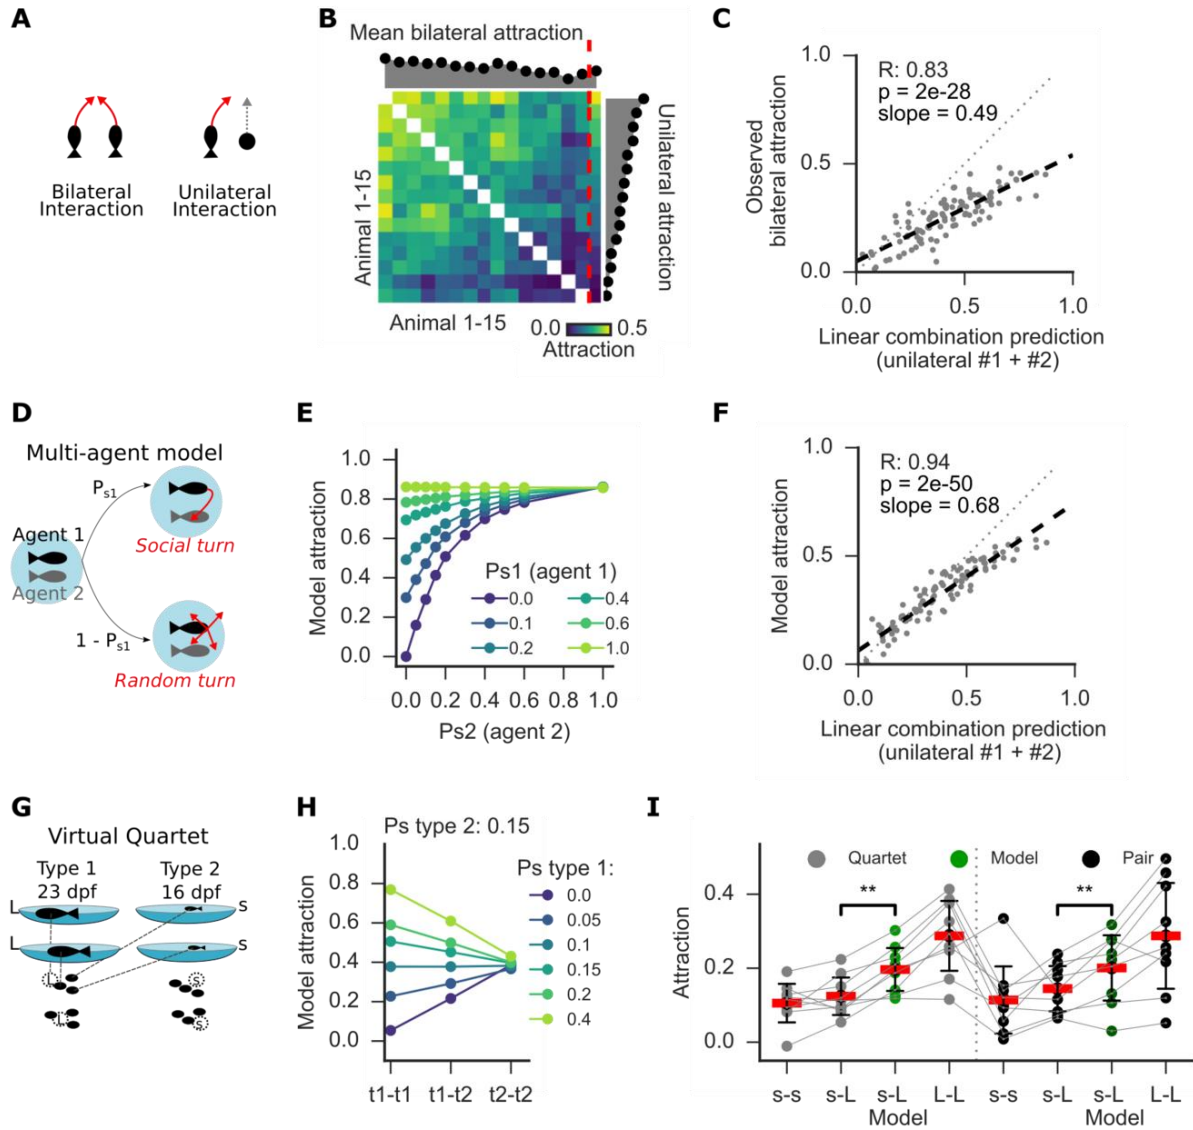 A
Bilateral
Interaction
Unilateral
Interaction
B
Mean bilateral attraction
Unilateral attraction
Animal 1-15
Animal 1-15
0.0
0.5
Attraction
C
1.0
0.5
0.0
Observed
bilateral attraction
R: 0.83
p = 2e-28
slope = 0.49
0.0
0.5
1.0
Linear combination prediction
(unilateral #1 + #2)
D
Multi-agent model
Ps1
Agent 1
Agent 2
Social turn
1 - Ps1
Random turn
E
1.0
0.8
0.6
0.4
0.2
0.0
Model attraction
Ps1 (agent 1)
0.0
0.4
0.1
0.6
0.2
1.0
0.0 0.2 0.4 0.6 0.8 1.0
Ps2 (agent 2)
F
1.0
0.5
0.0
Model attraction
R: 0.94
p = 2e-50
slope = 0.68
0.0
0.5
1.0
Linear combination prediction
(unilateral #1 + #2)
G
Virtual Quartet
Type 1
23 dpf
Type 2
16 dpf
L
s
L
s
L
s
L
s
H
Ps type 2: 0.15
1.0
0.8
0.6
0.4
0.2
0.0
Model attraction
Ps type 1:
0.0
0.05
0.1
0.15
0.2
0.4
t1-t1 t1-t2 t2-t2
I
Quartet
Model
Pair
**
**
0.4
0.2
0.0
Attraction
s-s s-L s-L L-L s-s s-L s-L L-L
Model
Model